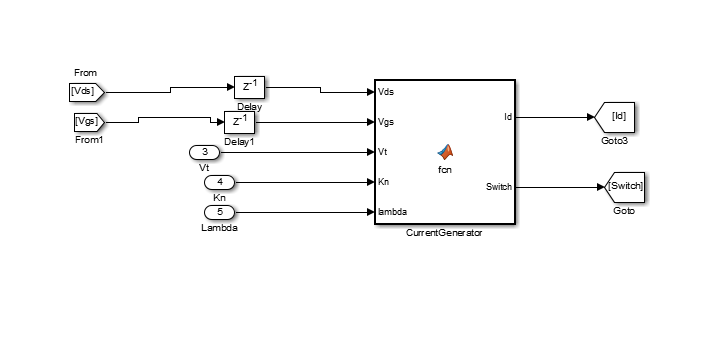 From
[Vds]
z-1
Delay
Vds
[Vgs]
From1
z-1
Delay1
Vgs
3
Vt
Vt
4
Kn
Kn
5
Lambda
lambda
fcn
CurrentGenerator
Id
[Id]
Goto3
Switch
[Switch]
Goto